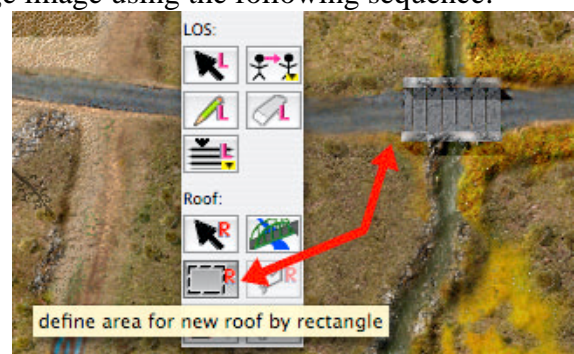 ge image using the following sequence:
LOS:
L
L
L
L
Roof:
R
R
R
define area for new roof by rectangle